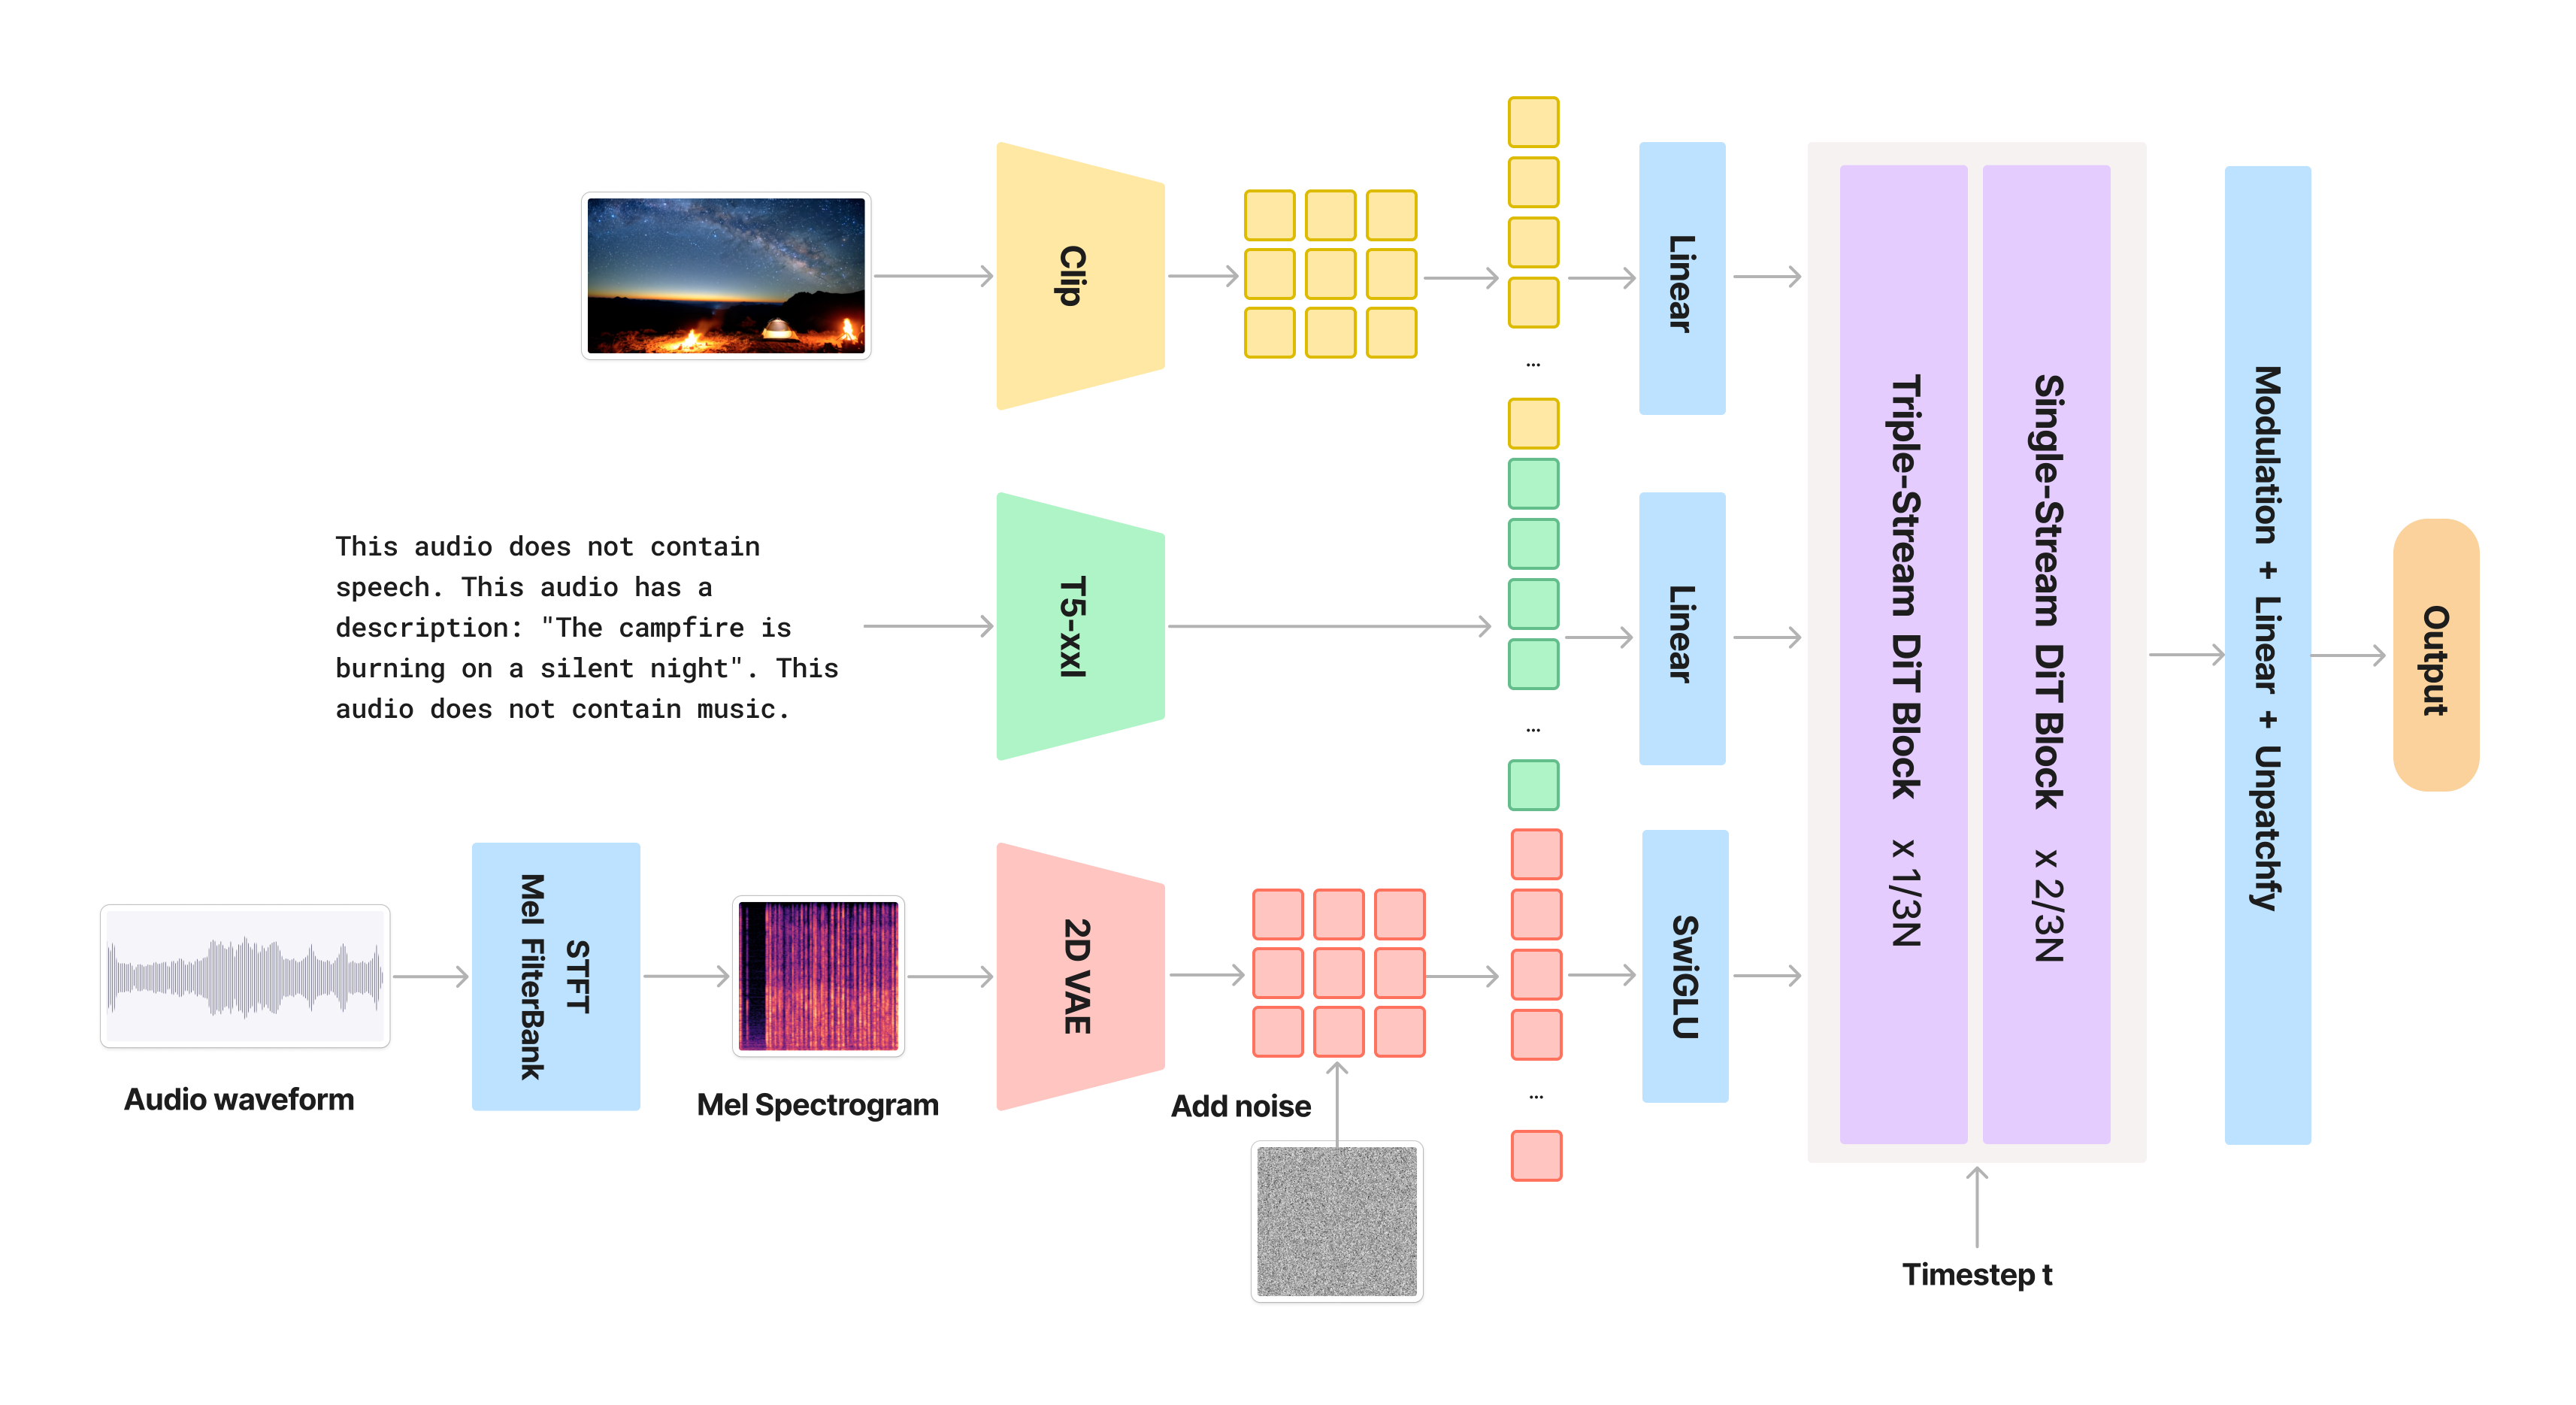 Clip
Linear
This audio does not contain
speech. This audio has a
description: "The campfire is
burning on a silent night". This
audio does not contain music.
T5-xxl
...
Linear
...
Audio waveform
STFT
Mel FilterBank
Mel Spectrogram
2D VAE
Add noise
...
SwiGLU
Triple-Stream DiT Block x 1/3N
Single-Stream DiT Block x 2/3N
Timestep t
Modulation + Linear + Unpatchfy
Output